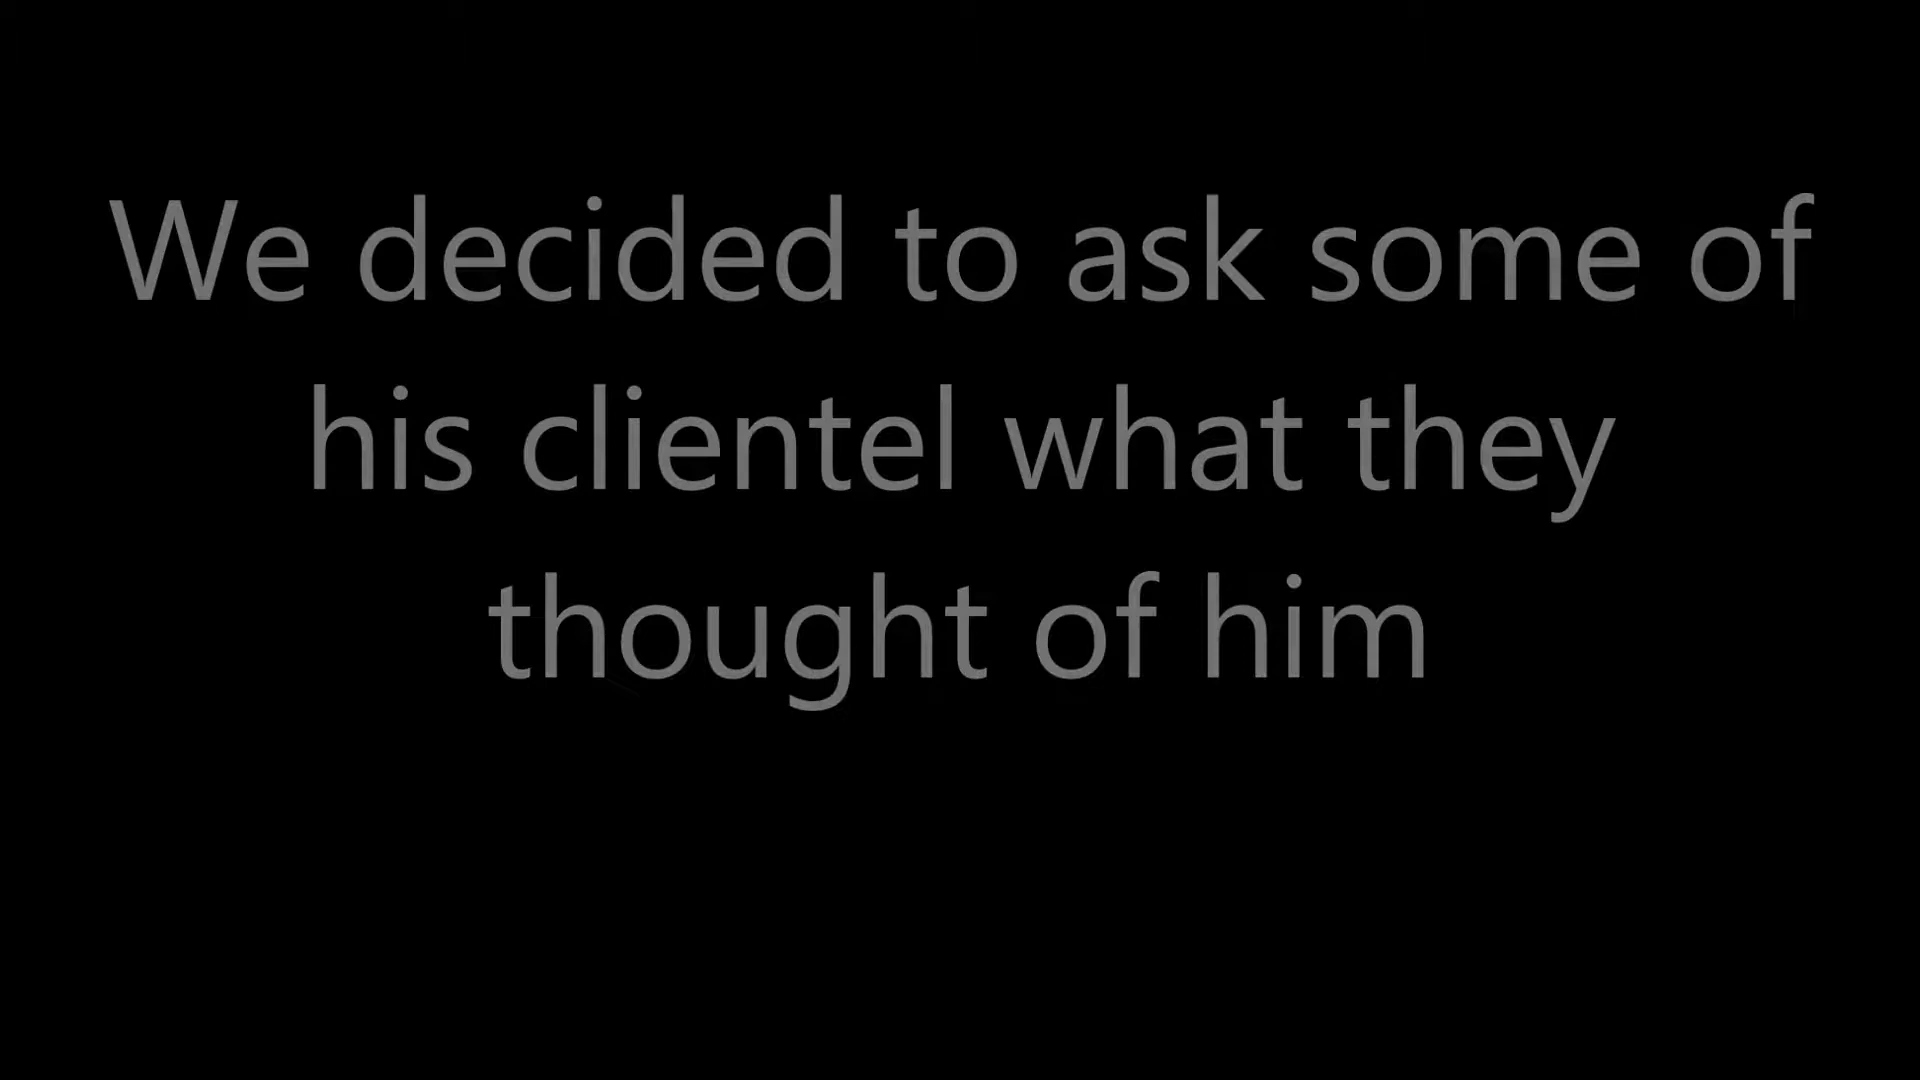 We decided to ask some of
his clientel what they
thought of him